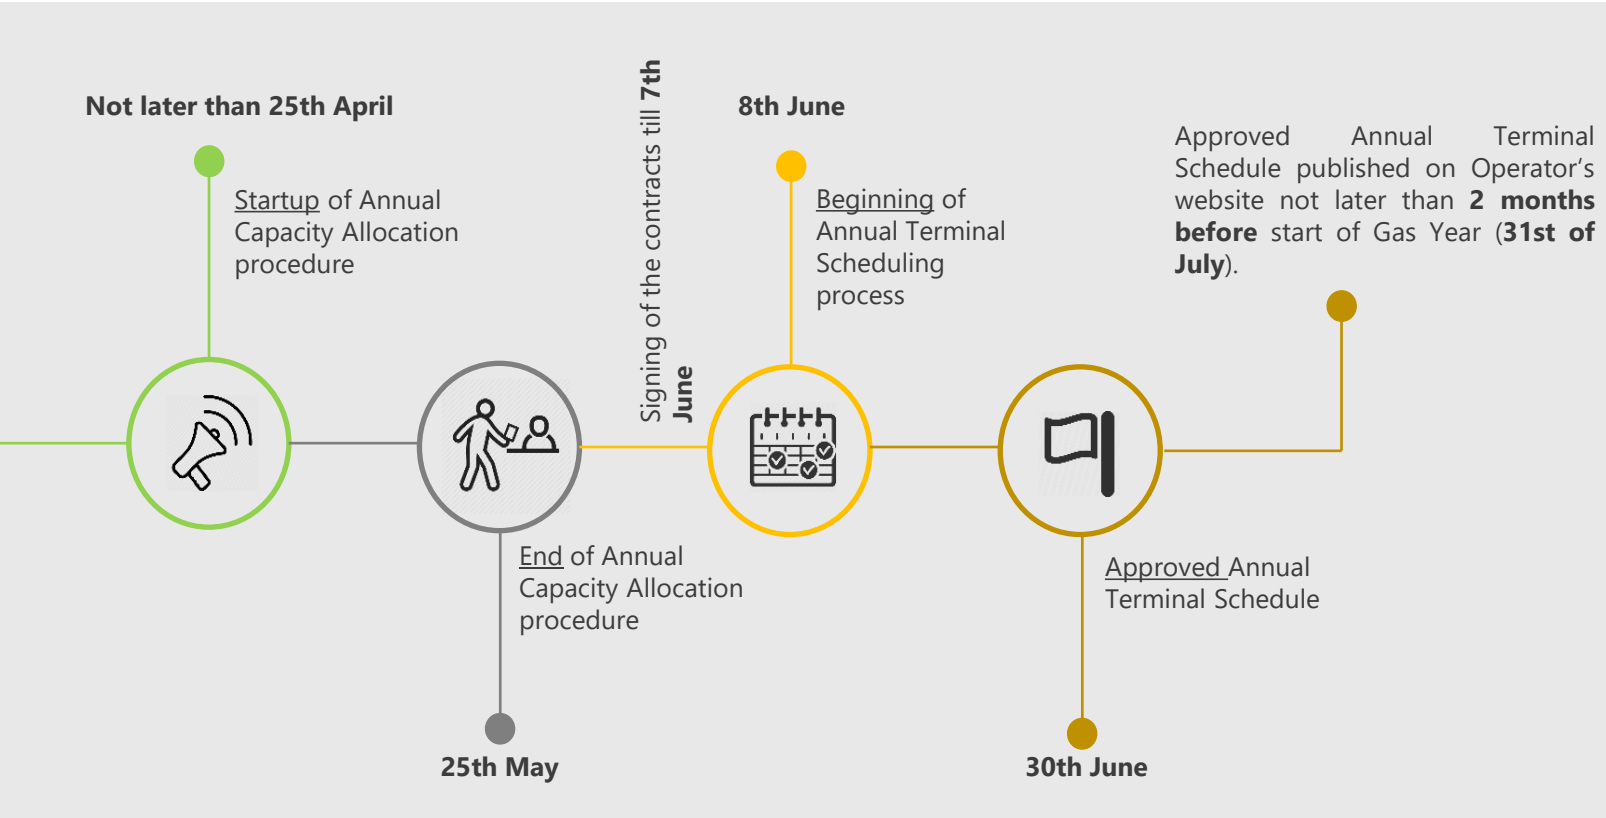 Not later than 25th April
Startup of Annual
Capacity Allocation
procedure
End of Annual
Capacity Allocation
procedure
25th May
Signing of the contracts till 7th
June
8th June
Beginning of
Annual Terminal
Scheduling
process
Approved Annual
Terminal Schedule
30th June
Approved Annual Terminal
Schedule published on Operator‘s
website not later than 2 months
before start of Gas Year (31st of
July).